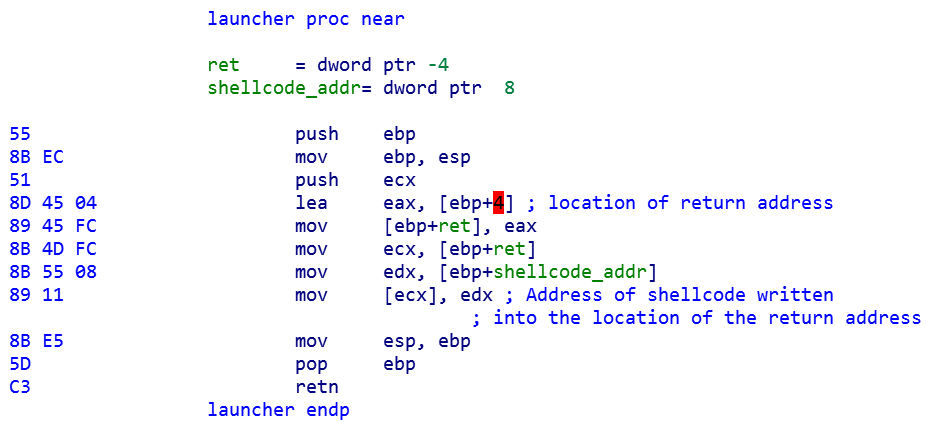 launcher proc near
ret = dword ptr -4
shellcode_addr= dword ptr 8
55 push ebp
8B EC mov ebp, esp
51 push ecx
8D 45 04 lea eax, [ebp+4] ; location of return address
89 45 FC mov [ebp+ret], eax
8B 4D FC mov ecx, [ebp+ret]
8B 55 08 mov edx, [ebp+shellcode_addr]
89 11 mov [ecx], edx ; Address of shellcode written
; into the location of the return address
8B E5 mov esp, ebp
5D pop ebp
C3 retn
launcher endp